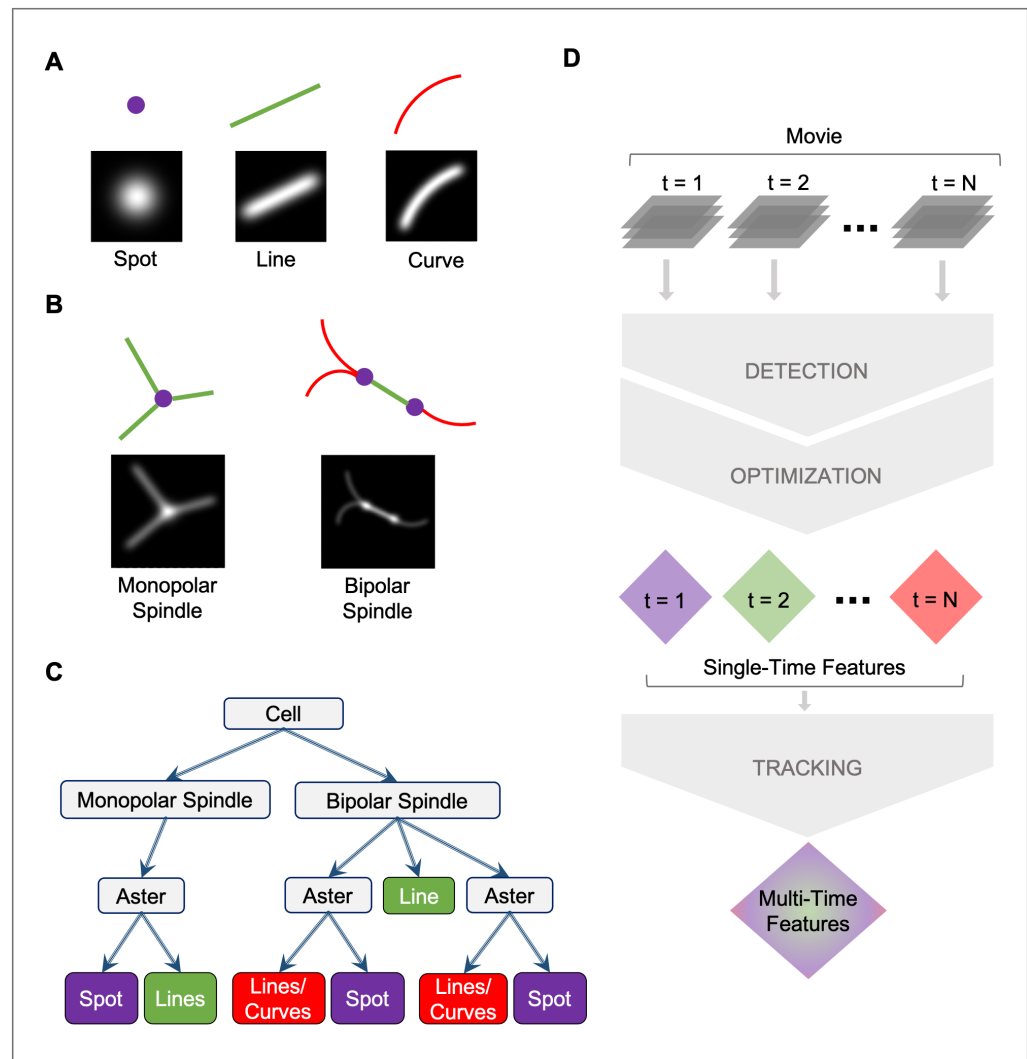 A
Spot
Line
Curve
B
Monopolar
Spindle
Bipolar
Spindle
C
Cell
Monopolar Spindle
Bipolar Spindle
Aster
Aster
Line
Aster
Spot
Lines
Lines/
Curves
Spot
Lines/
Curves
Spot
D
Movie
t = 1
t = 2
t = N
...
DETECTION
OPTIMIZATION
t = 1
t = 2
...
t = N
Single-Time Features
TRACKING
Multi-Time
Features